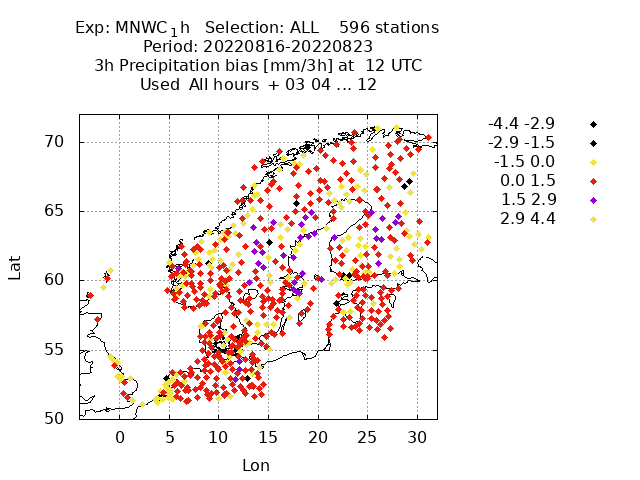 Exp: MNWC_1h   Selection: ALL    596 stations
Period: 20220816-20220823
3h Precipitation bias [mm/3h] at  12 UTC
Used  All hours  + 03 04 ... 12
-4.4 -2.9
-2.9 -1.5
-1.5 0.0
0.0 1.5
1.5 2.9
2.9 4.4
70
65
60
55
50
Lat
0 5 10 15 20 25 30
Lon